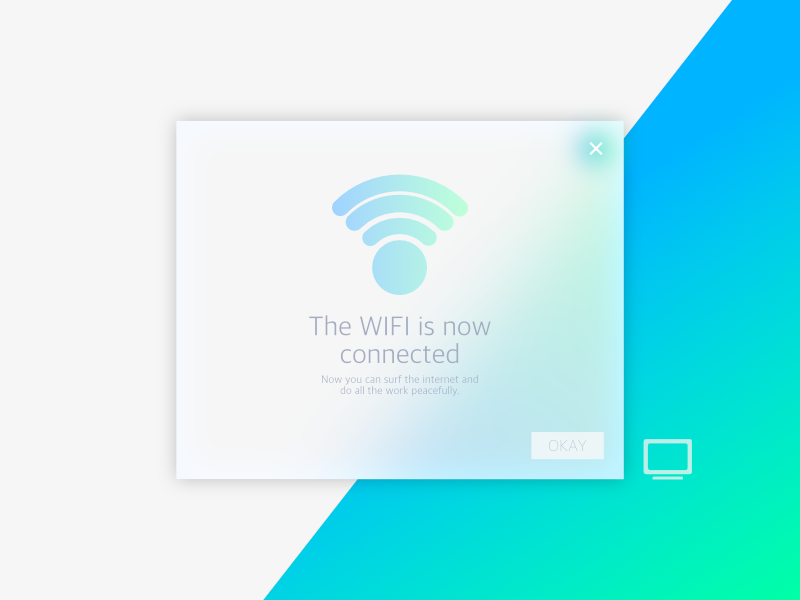 The WIFI is now
connected
Now you can surf the internet and
do all the work peacefully.
OKAY